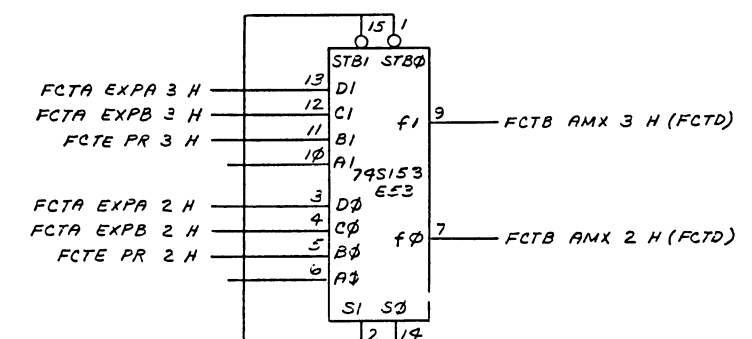 15 1
STB1 STBØ
FCTA EXPA 3 H 13 D1
FCTA EXPB 3 H 12 C1
f1 9 FCTB AMX 3 H (FCTD)
FCTE PR 3 H 11 B1
1Ø A1
74S153
E53
FCTA EXPA 2 H 3 DØ
FCTA EXPB 2 H 4 CØ
fØ 7 FCTB AMX 2 H (FCTD)
FCTE PR 2 H 5 BØ
6 AØ
S1 SØ
2 14